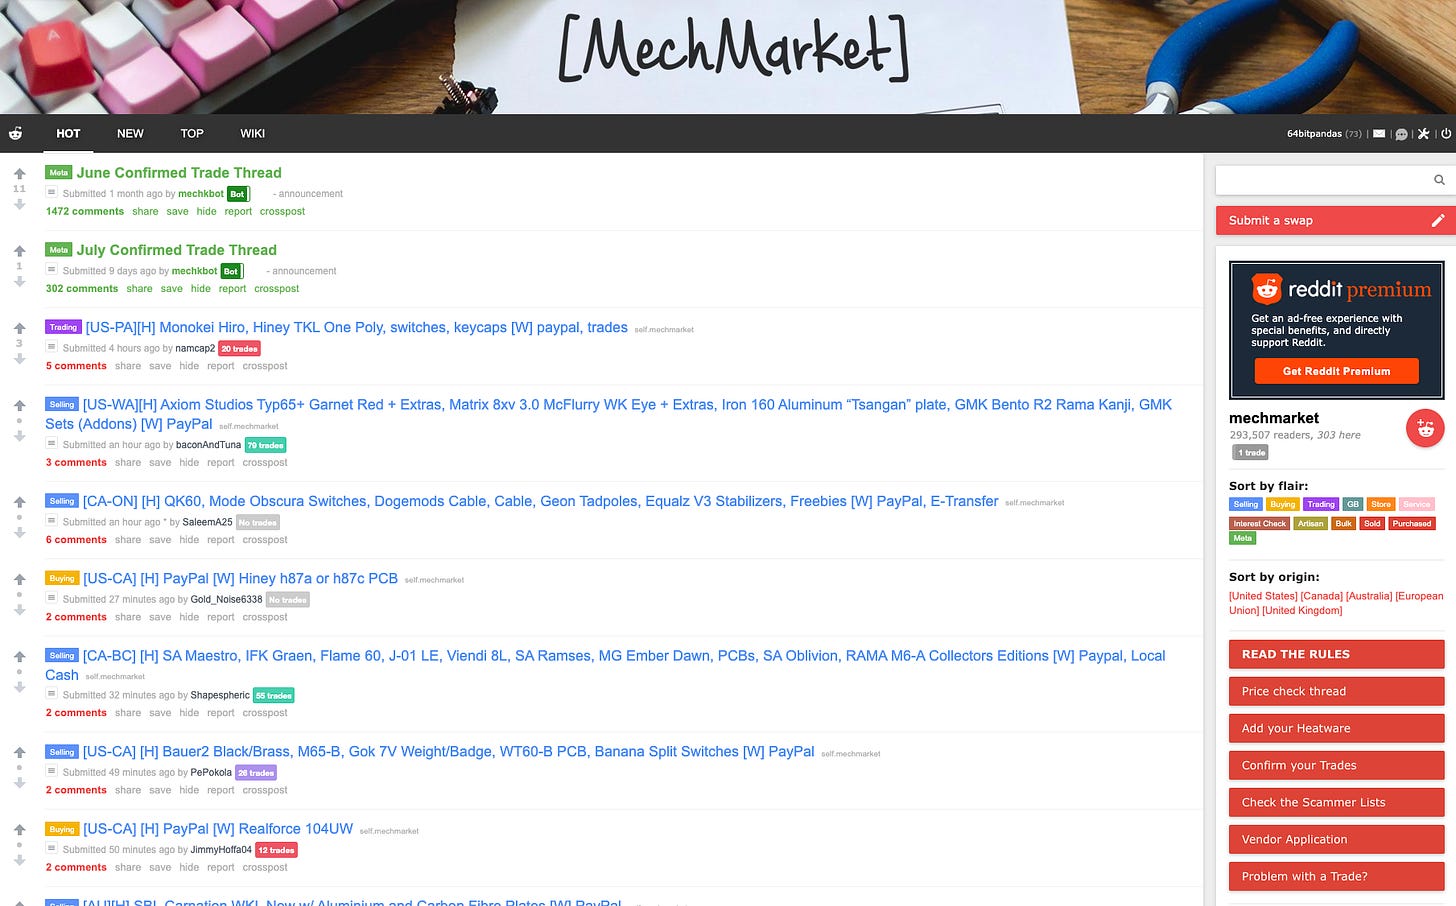 A
[MechMarket]
HOT NEW TOP WIKI
64bitpandas (73) | | | |
11
Meta June Confirmed Trade Thread
Submitted 1 month ago by mechkbot Bot - announcement
1472 comments share save hide report crosspost
1
Meta July Confirmed Trade Thread
Submitted 9 days ago by mechkbot Bot - announcement
302 comments share save hide report crosspost
3
Trading [US-PA][H] Monokei Hiro, Hiney TKL One Poly, switches, keycaps [W] paypal, trades self.mechmarket
Submitted 4 hours ago by namcap2 20 trades
5 comments share save hide report crosspost
•
Selling [US-WA][H] Axiom Studios Typ65+ Garnet Red + Extras, Matrix 8xv 3.0 McFlurry WK Eye + Extras, Iron 160 Aluminum “Tsangan” plate, GMK Bento R2 Rama Kanji, GMK
Sets (Addons) [W] PayPal self.mechmarket
Submitted an hour ago by baconAndTuna 79 trades
3 comments share save hide report crosspost
•
Selling [CA-ON] [H] QK60, Mode Obscura Switches, Dogemods Cable, Cable, Geon Tadpoles, Equalz V3 Stabilizers, Freebies [W] PayPal, E-Transfer self.mechmarket
Submitted an hour ago * by SaleemA25 No trades
6 comments share save hide report crosspost
•
Buying [US-CA] [H] PayPal [W] Hiney h87a or h87c PCB self.mechmarket
Submitted 27 minutes ago by Gold_Noise6338 No trades
2 comments share save hide report crosspost
•
Selling [CA-BC] [H] SA Maestro, IFK Graen, Flame 60, J-01 LE, Viendi 8L, SA Ramses, MG Ember Dawn, PCBs, SA Oblivion, RAMA M6-A Collectors Editions [W] Paypal, Local
Cash self.mechmarket
Submitted 32 minutes ago by Shapespheric 55 trades
2 comments share save hide report crosspost
•
Selling [US-CA] [H] Bauer2 Black/Brass, M65-B, Gok 7V Weight/Badge, WT60-B PCB, Banana Split Switches [W] PayPal self.mechmarket
Submitted 49 minutes ago by PePokola 26 trades
2 comments share save hide report crosspost
•
Buying [US-CA] [H] PayPal [W] Realforce 104UW self.mechmarket
Submitted 50 minutes ago by JimmyHoffa04 12 trades
2 comments share save hide report crosspost
Selling [AU][H] SBL Carnation WKL, New w/ Aluminium and Carbon Fibre Plates [W] PayPal
Submit a swap
reddit premium
Get an ad-free experience with
special benefits, and directly
support Reddit.
Get Reddit Premium
mechmarket
293,507 readers, 303 here
1 trade
Sort by flair:
Selling Buying Trading GB Store Service
Interest Check Artisan Bulk Sold Purchased
Meta
Sort by origin:
[United States] [Canada] [Australia] [European
Union] [United Kingdom]
READ THE RULES
Price check thread
Add your Heatware
Confirm your Trades
Check the Scammer Lists
Vendor Application
Problem with a Trade?